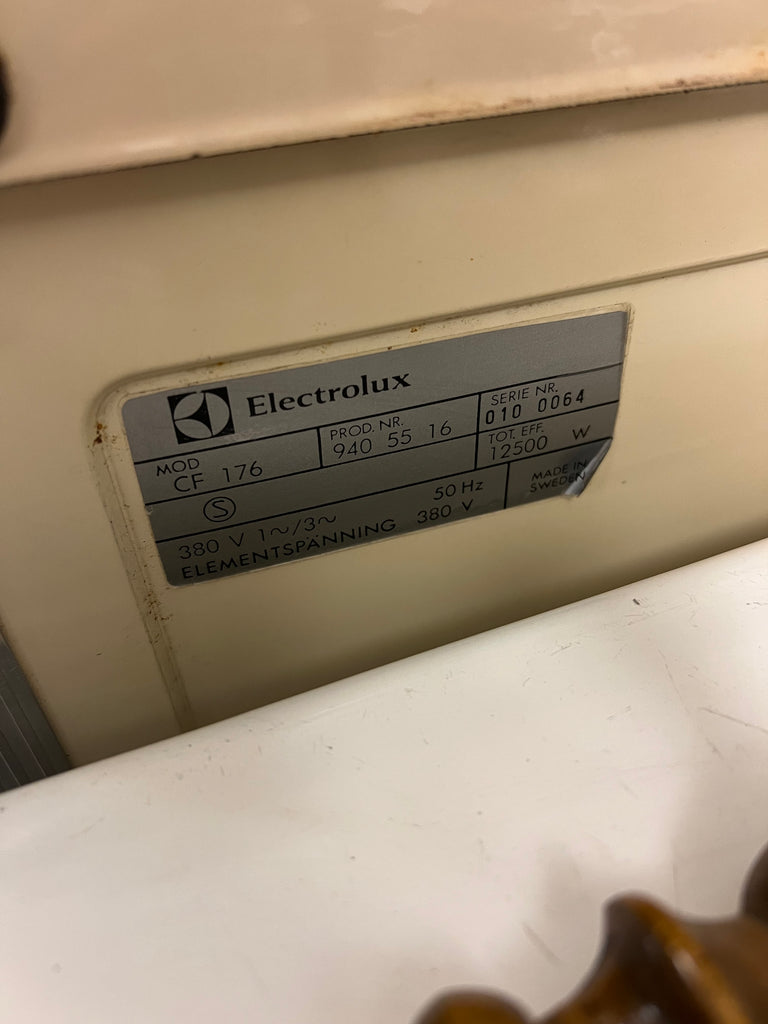 Electrolux
MOD
CF 176
PROD. NR.
940 55 16
SERIE NR.
010 0064
TOT. EFF.
12500 W
S
380 V 1~/3~ 50 Hz
ELEMENTSPÄNNING 380 V
MADE IN
SWEDEN